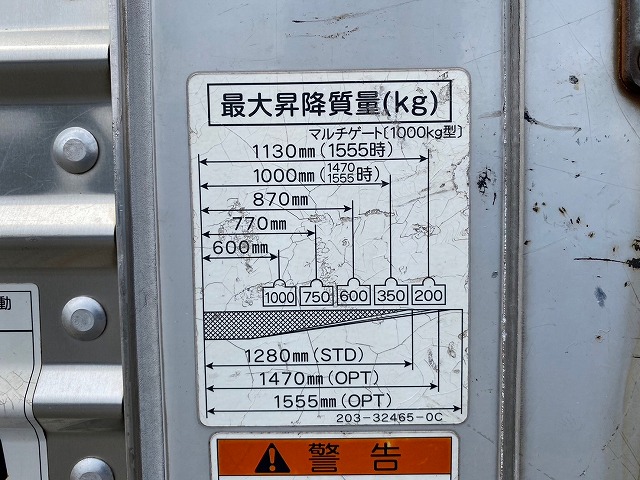 最大昇降質量(kg)
マルチゲート〔1000kg型〕
1130mm(1555時)
1000mm(1470 1555時)
870mm
770mm
600mm
1000 750 600 350 200
1280mm(STD)
1470mm(OPT)
1555mm(OPT)
203-32465-0C
動
警告